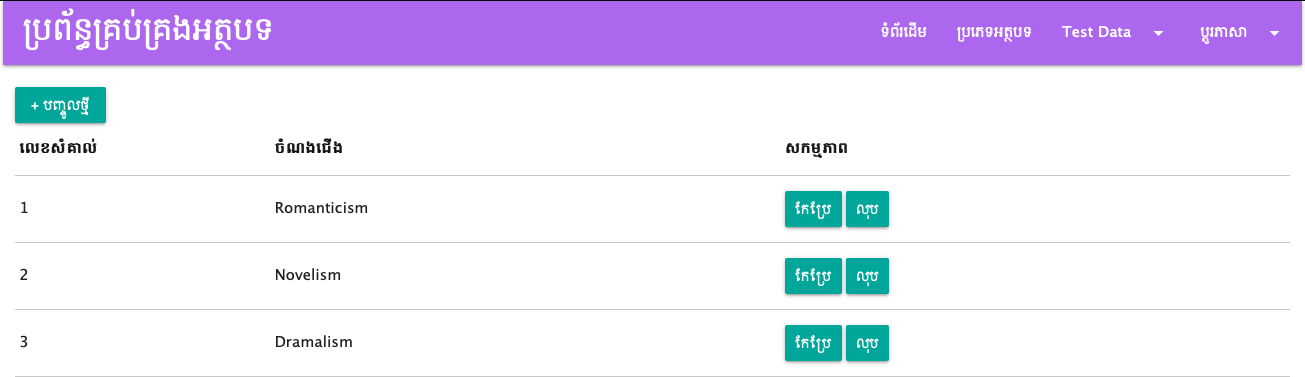 ប្រព័ន្ធគ្រប់គ្រងអត្ថបទ ទំព័រដើម ប្រភេទអត្ថបទ Test Data ប្ដូរភាសា
+ បញ្ចូលថ្មី
លេខសំគាល់ ចំណងជើង សកម្មភាព
1 Romanticism កែប្រែ លុប
2 Novelism កែប្រែ លុប
3 Dramalism កែប្រែ លុប